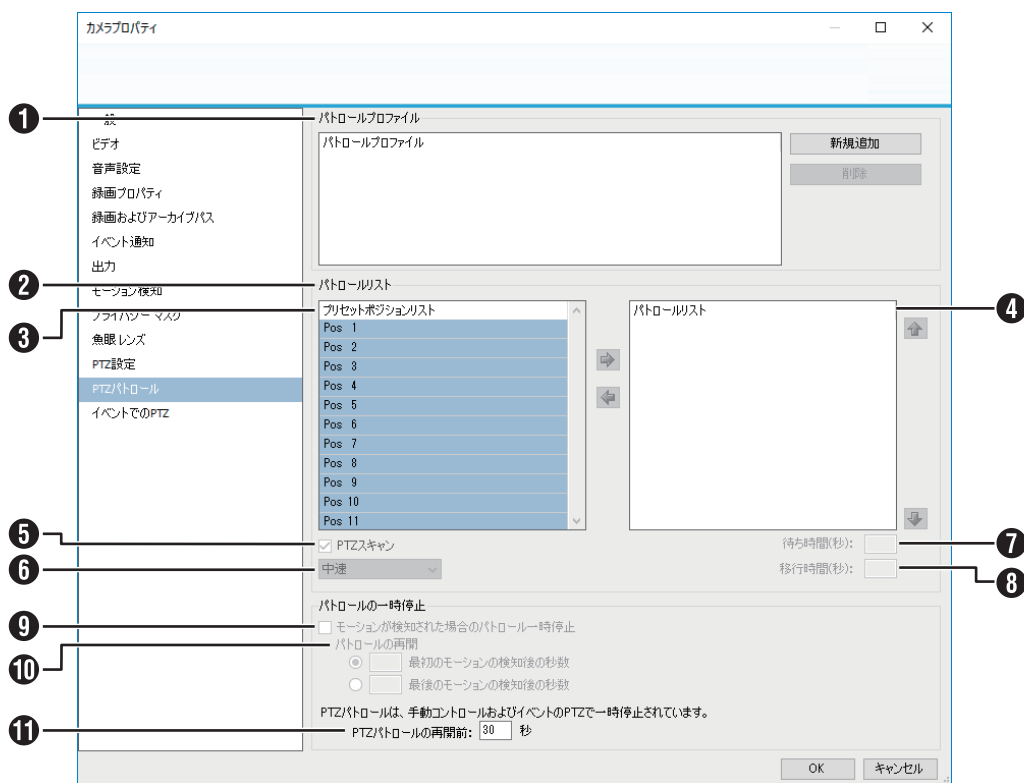 カメラプロパティ
❶
般
ビデオ
音声設定
録画プロパティ
録画およびアーカイブパス
イベント通知
出力
モーション検知
プライバシー マスク
魚眼レンズ
PTZ設定
PTZパトロール
イベントでのPTZ
パトロールプロファイル
パトロールプロファイル
新規追加
削除
❷
パトロールリスト
❸
プリセットポジションリスト
Pos 1
Pos 2
Pos 3
Pos 4
Pos 5
Pos 6
Pos 7
Pos 8
Pos 9
Pos 10
Pos 11
パトロールリスト
❹
❺
PTZスキャン
❻
中速
待ち時間(秒):
❼
移行時間(秒):
❽
パトロールの一時停止
❾
モーションが検知された場合のパトロール一時停止
❿
パトロールの再開
最初のモーションの検知後の秒数
最後のモーションの検知後の秒数
PTZパトロールは、手動コントロールおよびイベントのPTZで一時停止されています。
⓫
PTZパトロールの再開前: 30 秒
OK
キャンセル